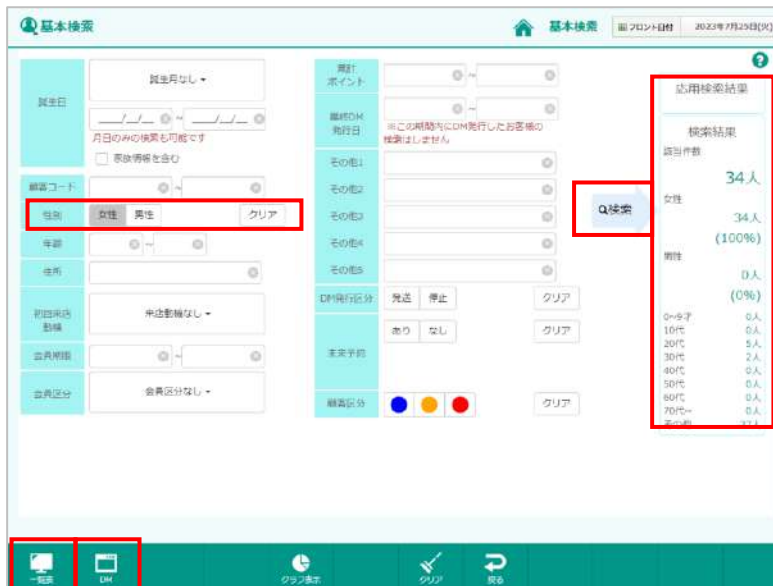 基本検索
基本検索
フロント日付 2023年7月25日(火)
誕生日
誕生月なし
___/__/__ ~ ___/__/__
月日のみの検索も可能です
家族情報を含む
顧客コード
~
性別
女性 男性 クリア
年齢
~
住所
初回来店
動機
来店動機なし
会員期限
~
会員区分
会員区分なし
累計
ポイント
~
最終DM
発行日
~
※この期間内にDM発行したお客様の
検索はしません
その他1
その他2
その他3
その他4
その他5
DM発行区分
発送 停止 クリア
未来予約
あり なし クリア
顧客区分
クリア
検索
応用検索結果
検索結果
該当件数
34人
女性
34人
(100%)
男性
0人
(0%)
0~9才 0人
10代 0人
20代 5人
30代 2人
40代 0人
50代 0人
60代 0人
70代~ 0人
その他 27人
一覧表
DM
グラフ表示
クリア
戻る